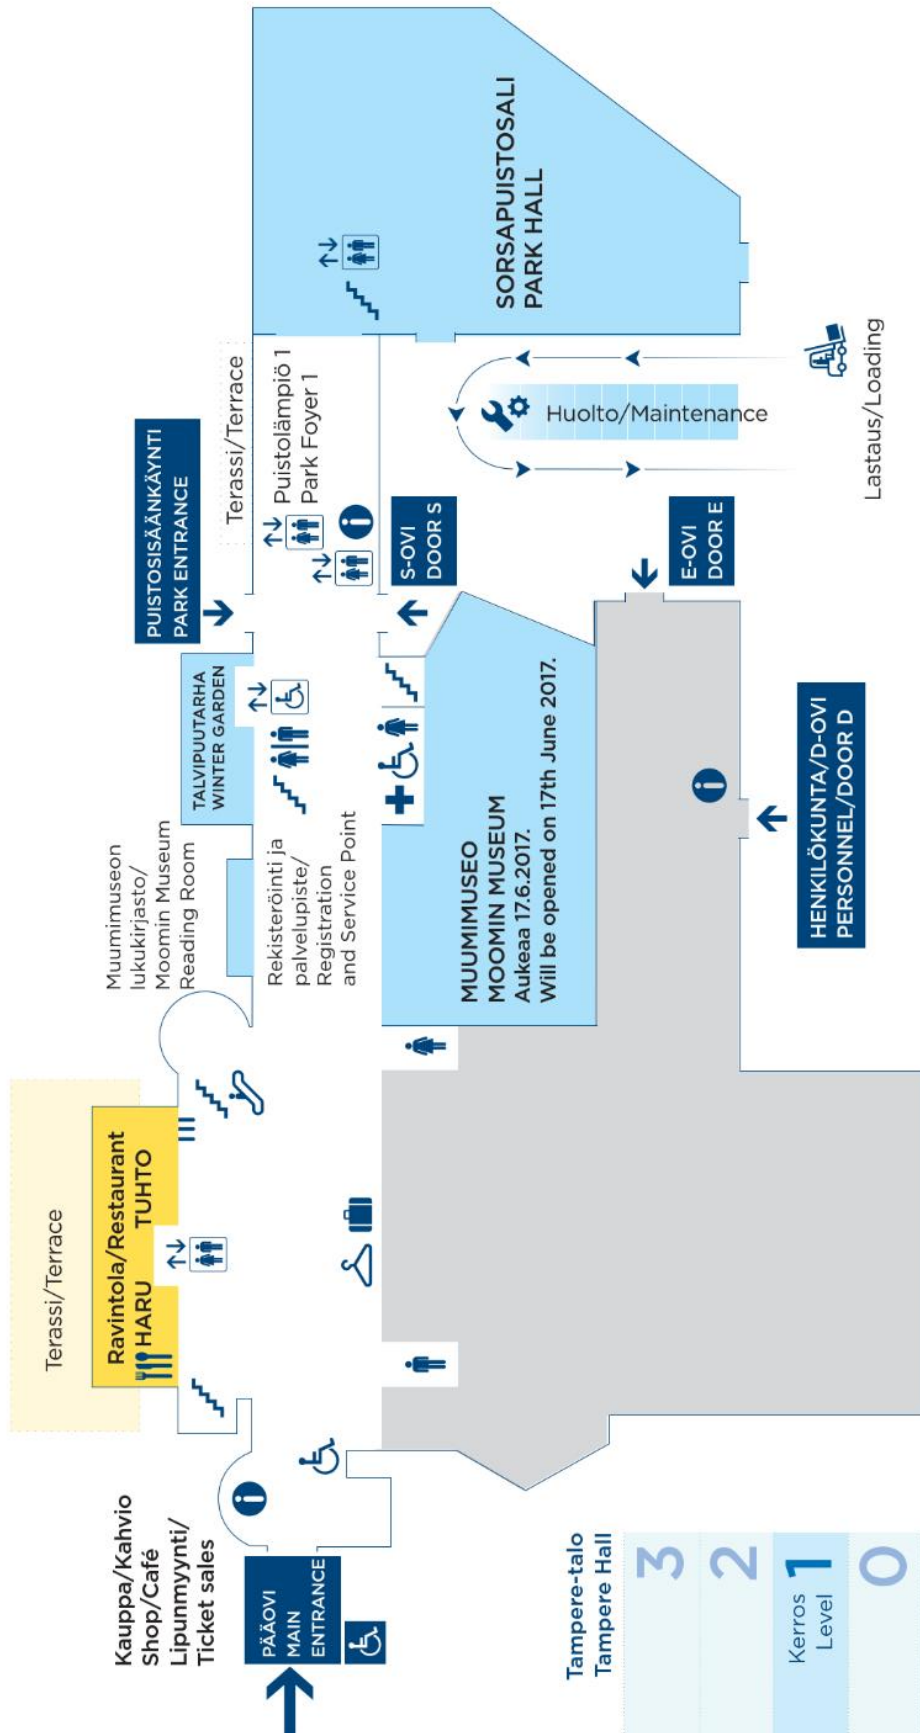 Kauppa/Kahvio
Shop/Café
Lipunmyynti/
Ticket sales
PÄÄOVI
MAIN
ENTRANCE
Terassi/Terrace
Ravintola/Restaurant
HARU TUHTO
Muumimuseon
lukukirjasto/
Moomin Museum
Reading Room
TALVIPUUTARHA
WINTER GARDEN
PUISTOSISÄÄNKÄYNTI
PARK ENTRANCE
Terassi/Terrace
Rekisteröinti ja
palvelupiste/
Registration
and Service Point
Puistolämpiö 1
Park Foyer 1
S-OVI
DOOR S
SORSAPUISTOSALI
PARK HALL
MUUMIMUSEO
MOOMIN MUSEUM
Aukeaa 17.6.2017.
Will be opened on 17th June 2017.
Huolto/Maintenance
E-OVI
DOOR E
Lastaus/Loading
HENKILÖKUNTA/D-OVI
PERSONNEL/DOOR D
Tampere-talo
Tampere Hall
3
2
Kerros
Level
1
0